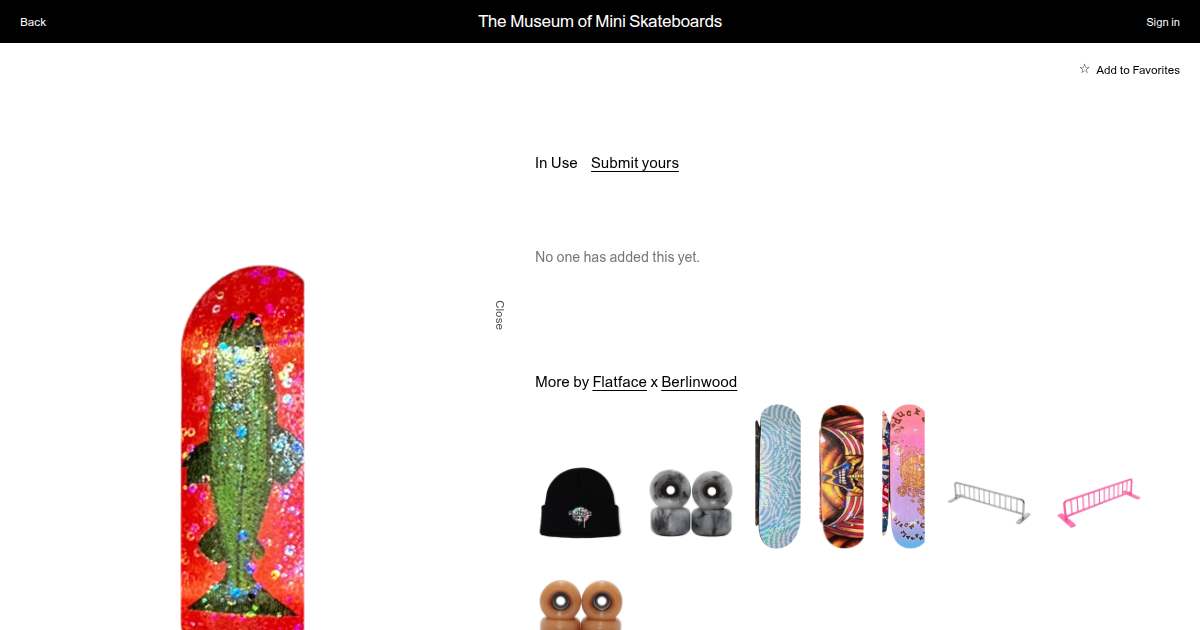 Back
The Museum of Mini Skateboards
Sign in
☆ Add to Favorites
In Use Submit yours
No one has added this yet.
Close
More by Flatface x Berlinwood